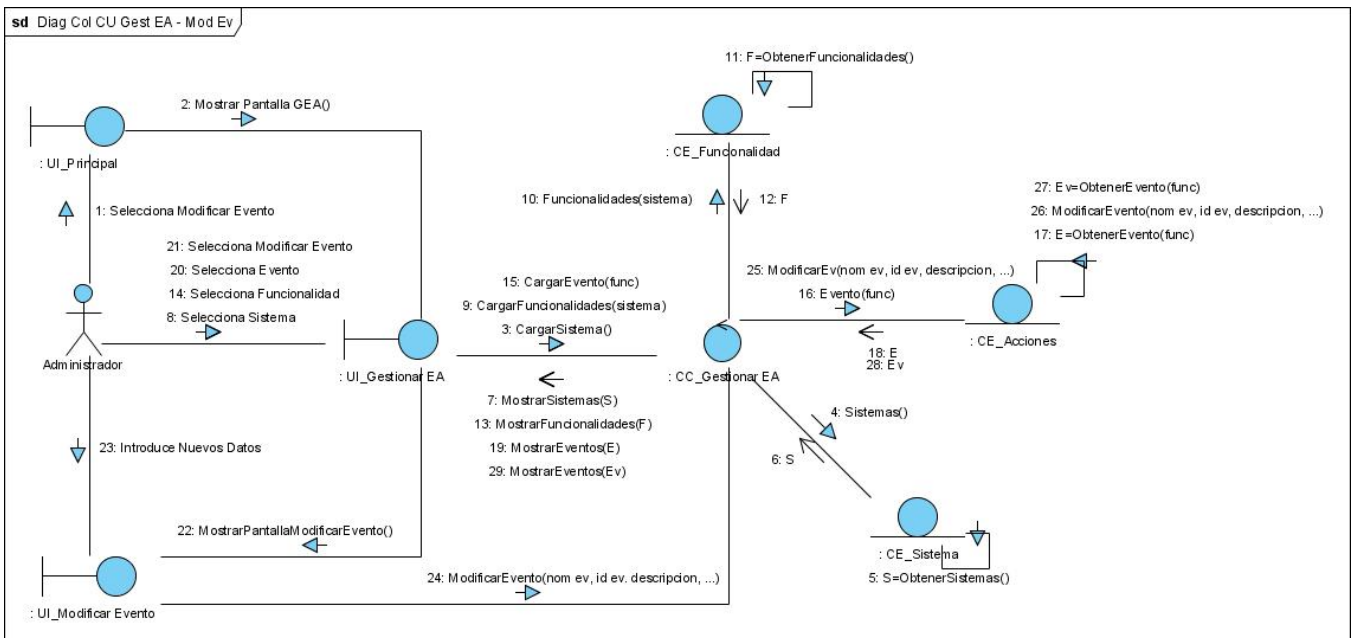 sd Diag Col CU Gest EA - Mod Ev
11: F=ObtenerFuncionalidades()
2: Mostrar Pantalla GEA()
: UI_Principal
: CE_Funcionalidad
27: Ev=ObtenerEvento(func)
10: Funcionalidades(sistema)
12: F
1: Selecciona Modificar Evento
26: ModificarEvento(nom ev, id ev, descripcion, ...)
17: E=ObtenerEvento(func)
21: Selecciona Modificar Evento
20: Selecciona Evento
14: Selecciona Funcionalidad
8: Selecciona Sistema
15: CargarEvento(func)
9: CargarFuncionalidades(sistema)
3: CargarSistema()
25: ModificarEv(nom ev, id ev, descripcion, ...)
16: Evento(func)
: CE_Acciones
18: E
28: Ev
Administrador
: UI_Gestionar EA
: CC_Gestionar EA
7: MostrarSistemas(S)
13: MostrarFuncionalidades(F)
19: MostrarEventos(E)
29: MostrarEventos(Ev)
4: Sistemas()
6: S
23: Introduce Nuevos Datos
22: MostrarPantallaModificarEvento()
: CE_Sistema
5: S=ObtenerSistemas()
24: ModificarEvento(nom ev, id ev. descripcion, ...)
: UI_Modificar Evento